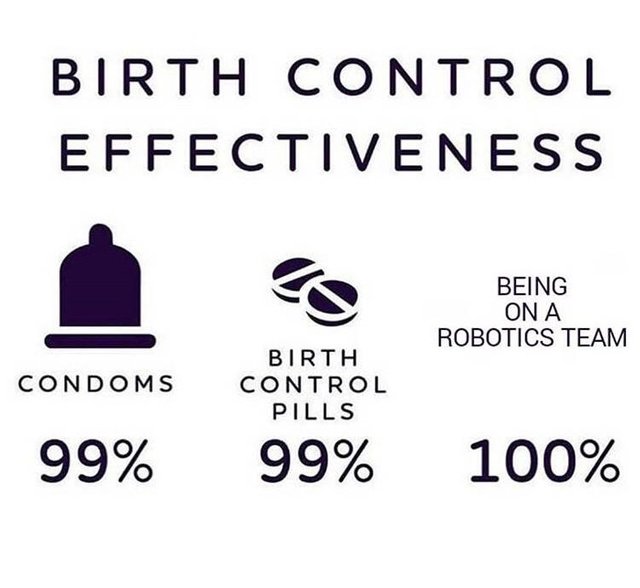 BIRTH CONTROL
EFFECTIVENESS
CONDOMS
99%
BIRTH
CONTROL
PILLS
99%
BEING
ON A
ROBOTICS TEAM
100%